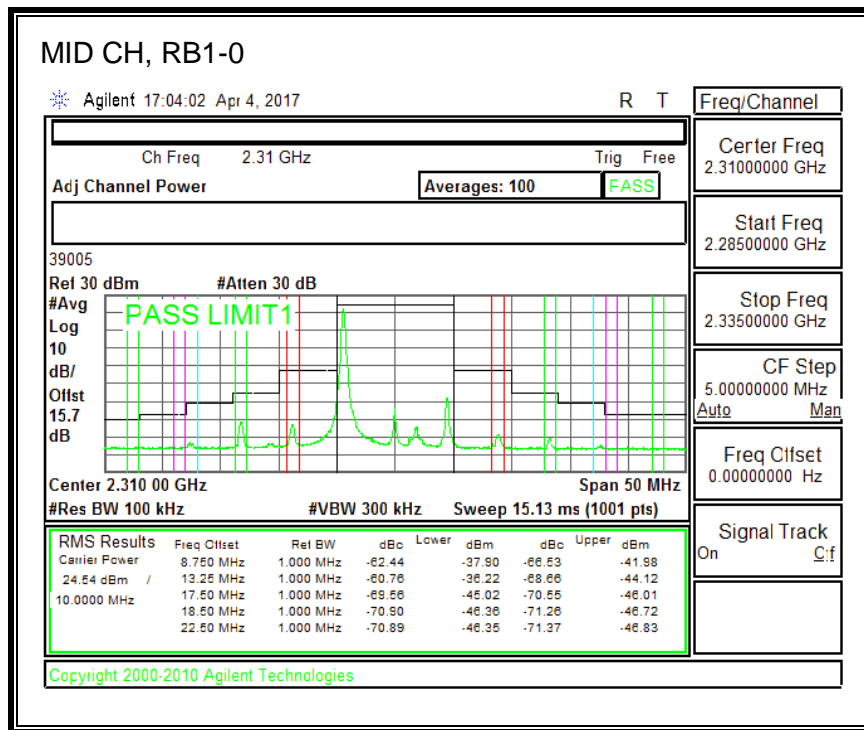 MID CH, RB1-0
Agilent 17:04:02 Apr 4, 2017 R T
Freq/Channel
Ch Freq 2.31 GHz Trig Free
Adj Channel Power Averages: 100 PASS
39005
Ref 30 dBm #Atten 30 dB
#Avg
Log
10
dB/
Offst
15.7
dB
PASS LIMIT1
Center 2.310 00 GHz Span 50 MHz
#Res BW 100 kHz #VBW 300 kHz Sweep 15.13 ms (1001 pts)
RMS Results Freq Offset Ref BW dBc Lower dBm dBc Upper dBm
Carrier Power 8.750 MHz 1.000 MHz -62.44 -37.90 -66.53 -41.98
24.54 dBm / 13.25 MHz 1.000 MHz -60.76 -36.22 -68.66 -44.12
10.0000 MHz 17.50 MHz 1.000 MHz -69.56 -45.02 -70.55 -46.01
18.50 MHz 1.000 MHz -70.90 -46.36 -71.26 -46.72
22.50 MHz 1.000 MHz -70.89 -46.35 -71.37 -46.83
Center Freq
2.31000000 GHz
Start Freq
2.28500000 GHz
Stop Freq
2.33500000 GHz
CF Step
5.00000000 MHz
Auto Man
Freq Offset
0.00000000 Hz
Signal Track
On Off
Copyright 2000-2010 Agilent Technologies